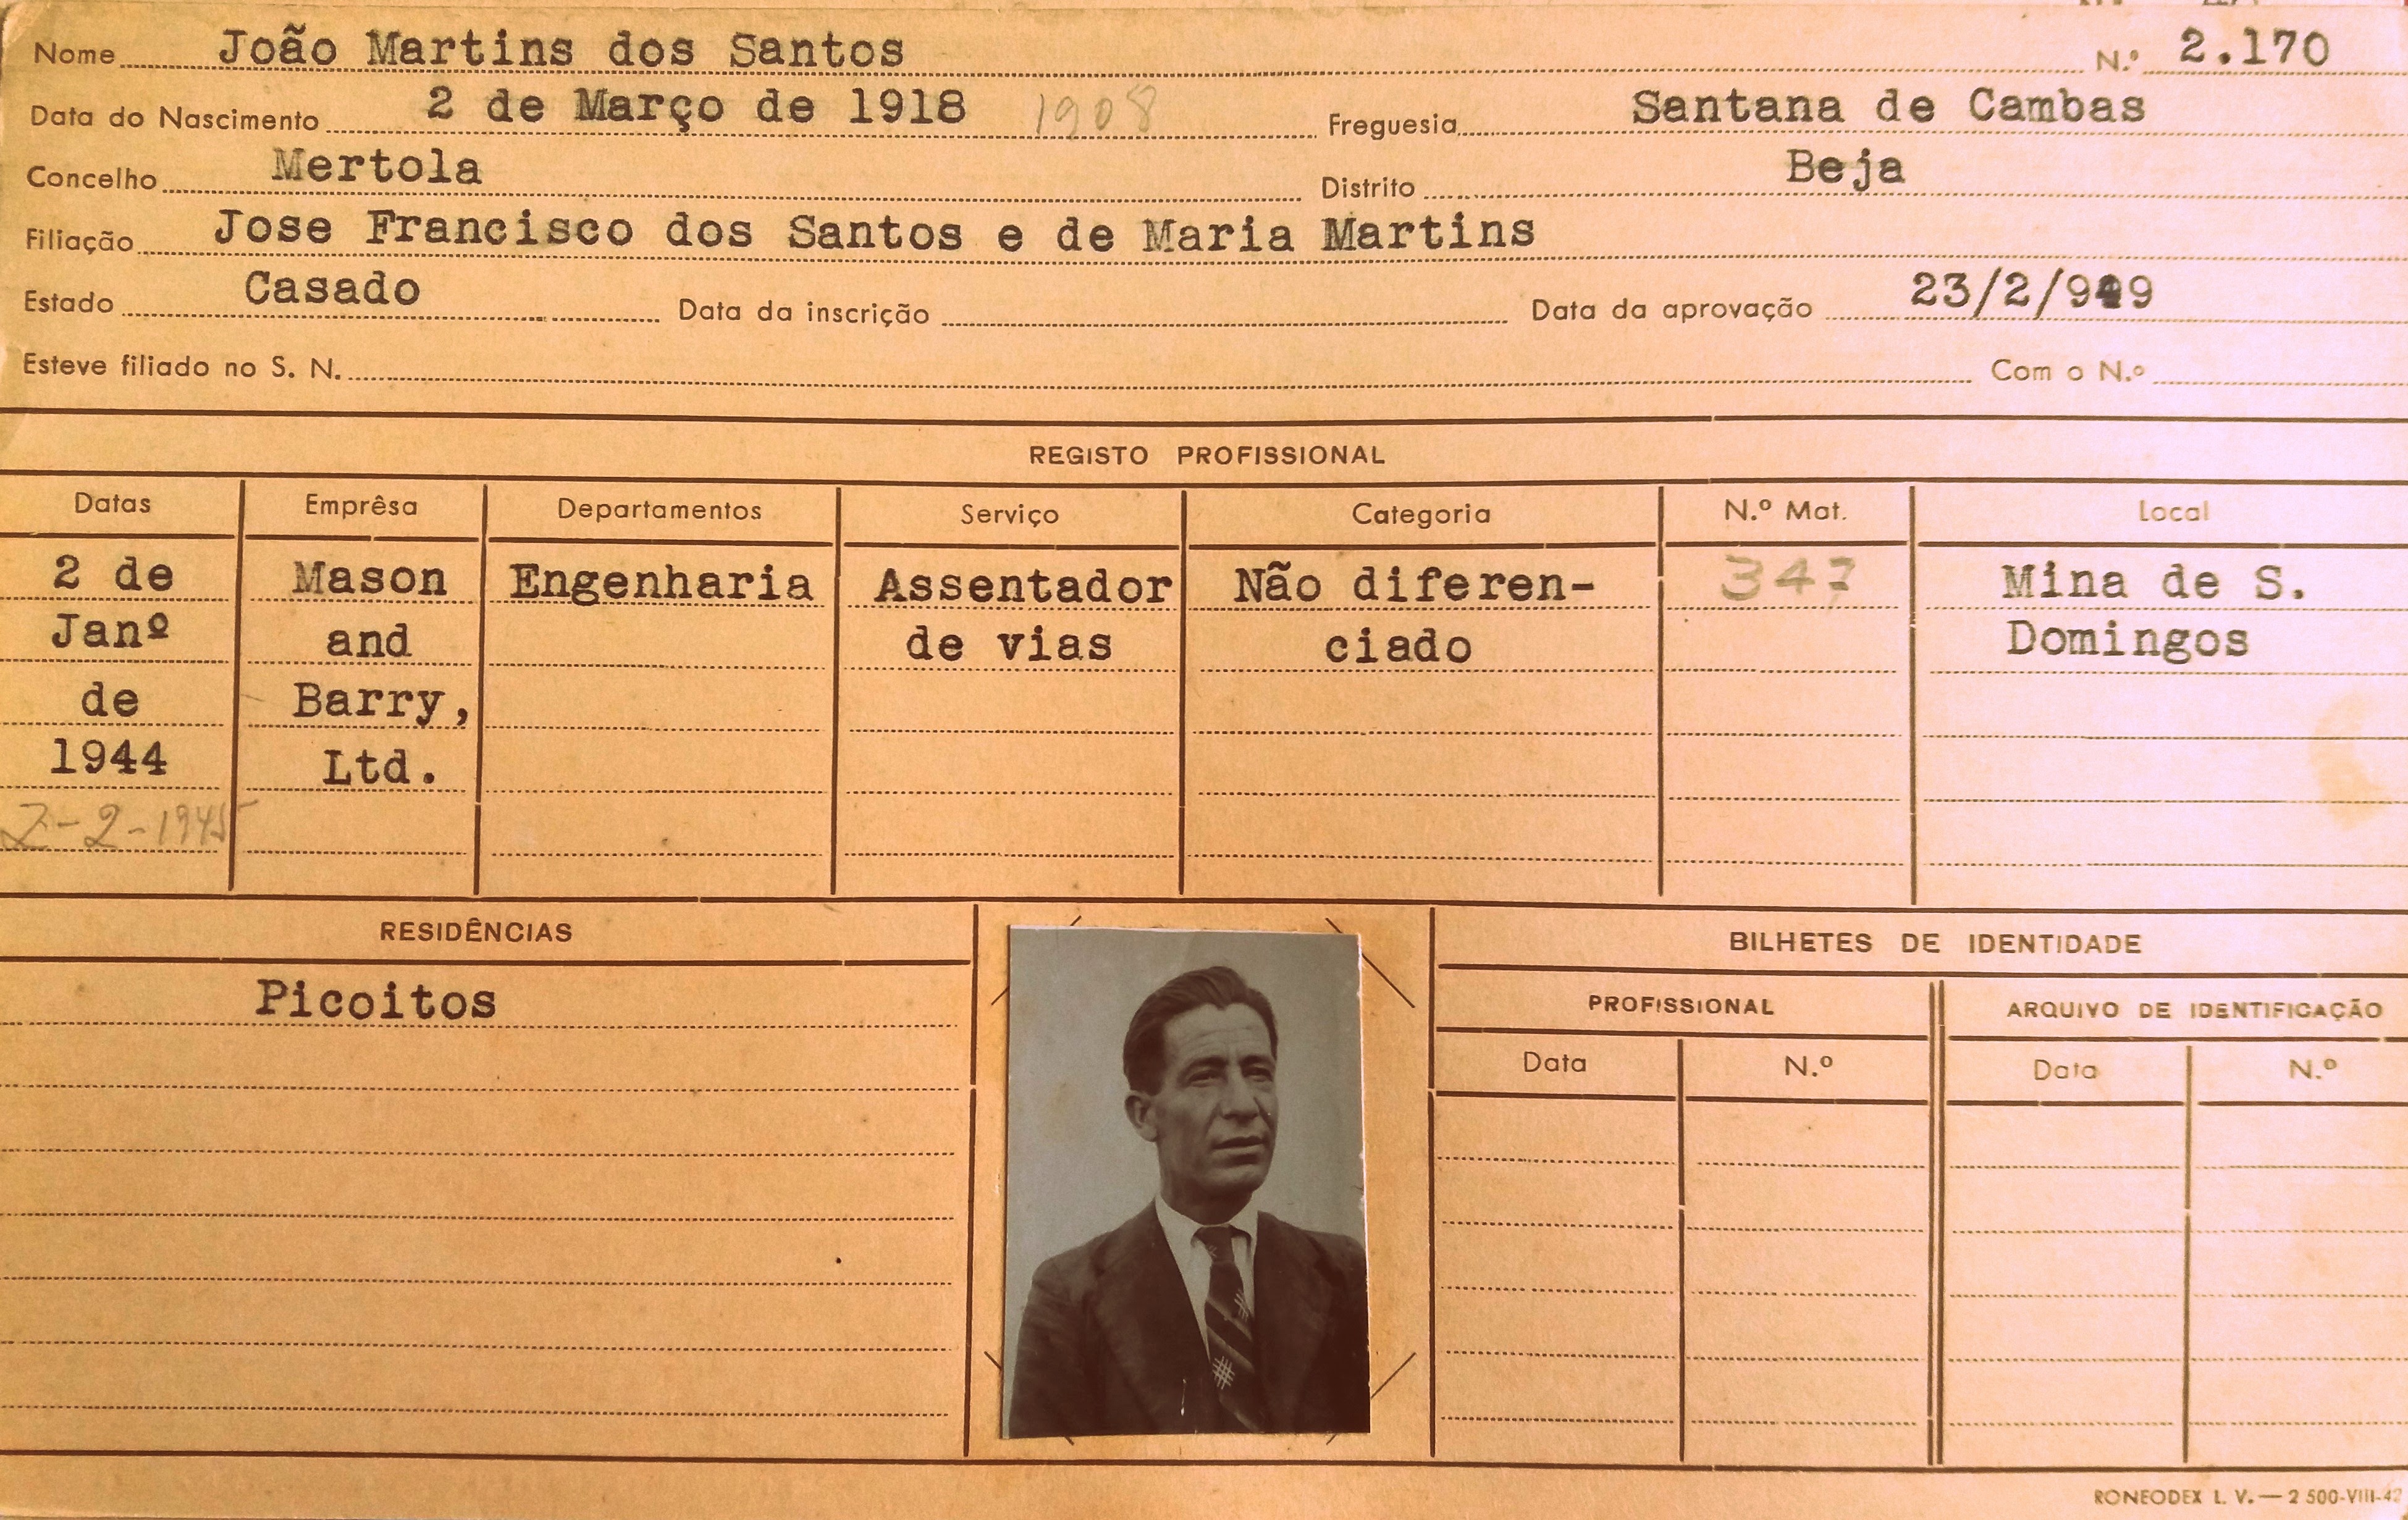 Nome João Martins dos Santos N.º 2.170
Data do Nascimento 2 de Março de 1918 1908 Freguesia Santana de Cambas
Concelho Mertola Distrito Beja
Filiação Jose Francisco dos Santos e de Maria Martins
Estado Casado Data da inscrição Data da aprovação 23/2/949
Esteve filiado no S. N. Com o N.º
REGISTO PROFISSIONAL
Datas Emprêsa Departamentos Serviço Categoria N.º Mat. Local
2 de Mason Engenharia Assentador Não diferen- 347 Mina de S.
Janº and de vias ciado Domingos
de Barry,
1944 Ltd.
2-2-1945
RESIDÊNCIAS
Picoitos
BILHETES DE IDENTIDADE
PROFISSIONAL ARQUIVO DE IDENTIFICAÇÃO
Data N.º Data N.º
RONEODEX L. V. — 2 500-VIII-42